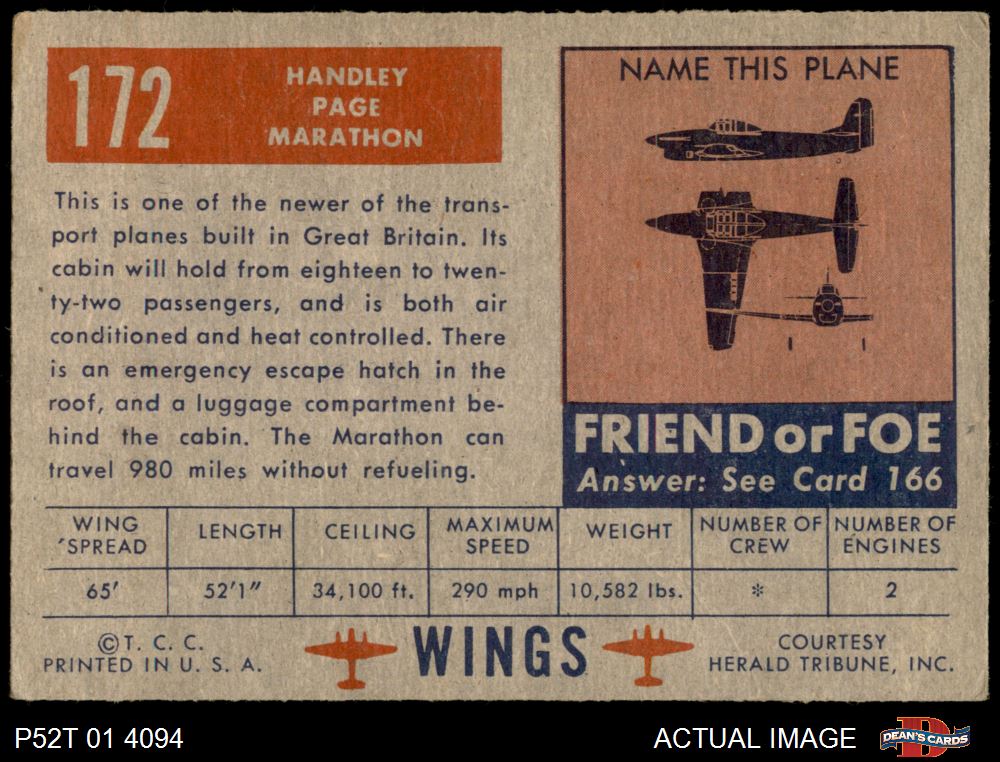 172
HANDLEY
PAGE
MARATHON
This is one of the newer of the trans-
port planes built in Great Britain. Its
cabin will hold from eighteen to twen-
ty-two passengers, and is both air
conditioned and heat controlled. There
is an emergency escape hatch in the
roof, and a luggage compartment be-
hind the cabin. The Marathon can
travel 980 miles without refueling.
NAME THIS PLANE
FRIEND or FOE
Answer: See Card 166
WING SPREAD LENGTH CEILING MAXIMUM SPEED WEIGHT NUMBER OF CREW NUMBER OF ENGINES
65' 52'1" 34,100 ft. 290 mph 10,582 lbs. * 2
©T. C. C.
PRINTED IN U. S. A.
WINGS
COURTESY
HERALD TRIBUNE, INC.
P52T 01 4094
ACTUAL IMAGE
DEAN'S CARDS